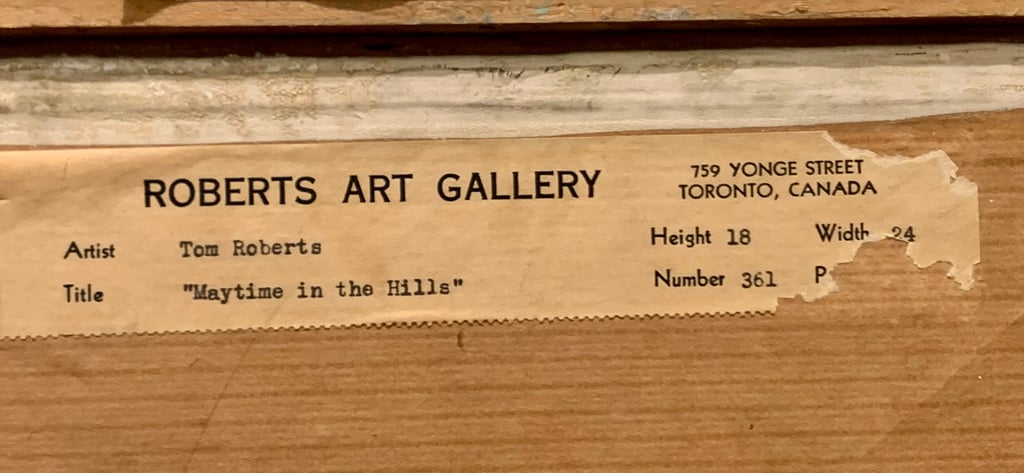 ROBERTS ART GALLERY
759 YONGE STREET
TORONTO, CANADA
Artist Tom Roberts
Height 18 Width 24
Title "Maytime in the Hills"
Number 361 P